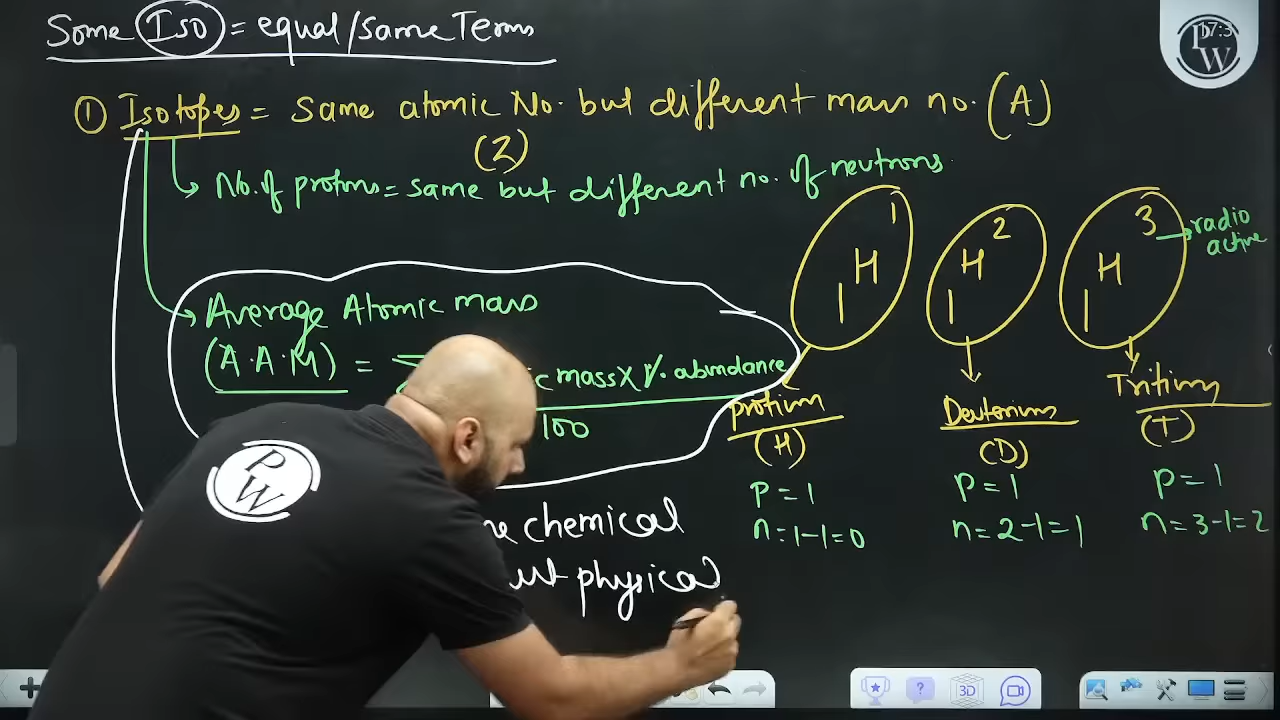 Some Iso = equal/same Terms
① Isotopes = same atomic No. but different mass no. (A)
(Z)
No. of protons = same but different no. of neutrons.
1 H 1
1 H 2
1 H 3 → radio active
Average Atomic mass
(A.A.M) = mass X %. abundance
100
protium
(H)
P = 1
n = 1-1=0
Deuterium
(D)
P = 1
n = 2-1=1
Tritium
(T)
P = 1
n = 3-1=2
chemical
physical
PW
PW
3D